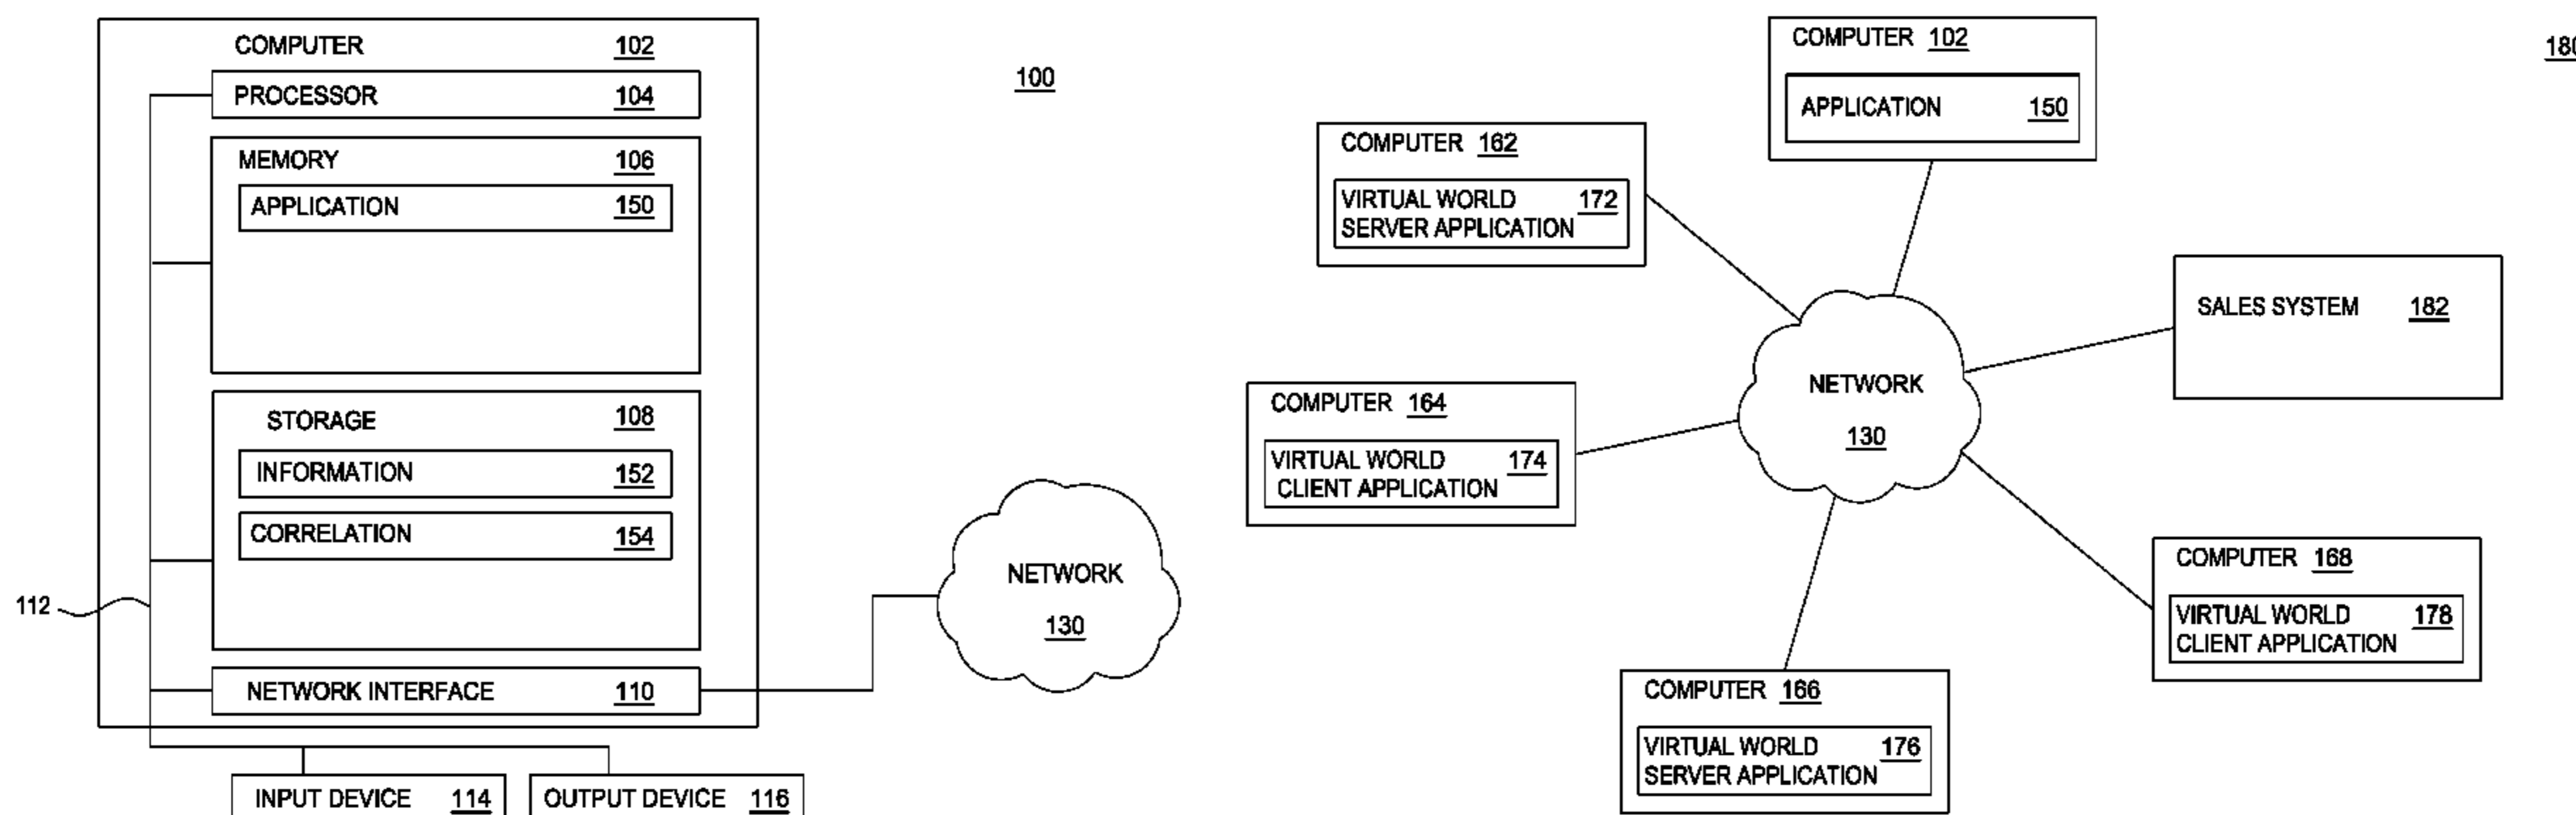 COMPUTER 102
PROCESSOR 104
MEMORY 106
APPLICATION 150
STORAGE 108
INFORMATION 152
CORRELATION 154
112
NETWORK INTERFACE 110
INPUT DEVICE 114
OUTPUT DEVICE 116
100
NETWORK
130
COMPUTER 102
APPLICATION 150
COMPUTER 162
VIRTUAL WORLD 172
SERVER APPLICATION
COMPUTER 164
VIRTUAL WORLD 174
CLIENT APPLICATION
NETWORK
130
SALES SYSTEM 182
COMPUTER 168
VIRTUAL WORLD 178
CLIENT APPLICATION
COMPUTER 166
VIRTUAL WORLD 176
SERVER APPLICATION
180